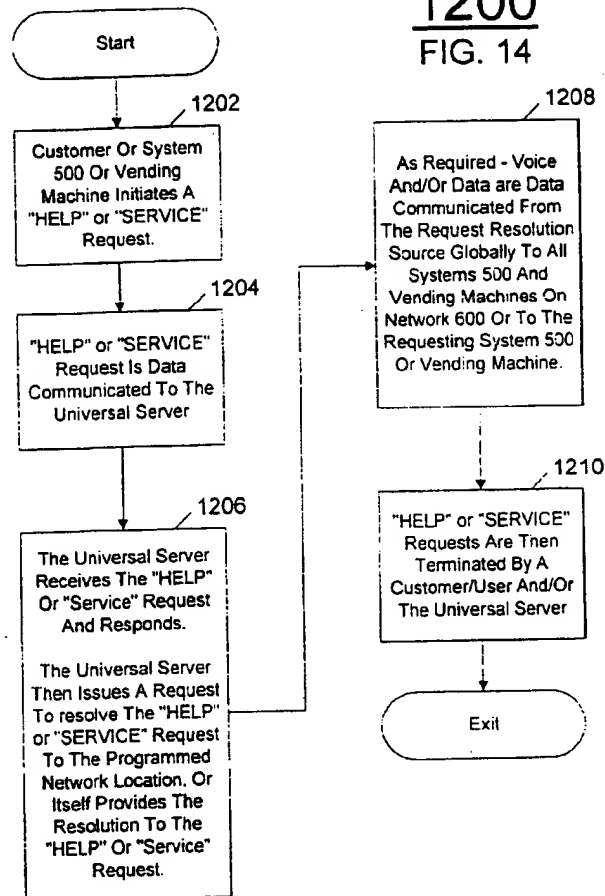 1200
FIG. 14
Start
1202
Customer Or System
500 Or Vending
Machine Initiates A
"HELP" or "SERVICE"
Request.
1204
"HELP" or "SERVICE"
Request Is Data
Communicated To The
Universal Server
1206
The Universal Server
Receives The "HELP"
Or "Service" Request
And Responds.
The Universal Server
Then Issues A Request
To resolve The "HELP"
or "SERVICE" Request
To The Programmed
Network Location, Or
Itself Provides The
Resolution To The
"HELP" Or "Service"
Request.
1208
As Required - Voice
And/Or Data are Data
Communicated From
The Request Resolution
Source Globally To All
Systems 500 And
Vending Machines On
Network 600 Or To The
Requesting System 500
Or Vending Machine.
1210
"HELP" or "SERVICE"
Requests Are Then
Terminated By A
Customer/User And/Or
The Universal Server
Exit